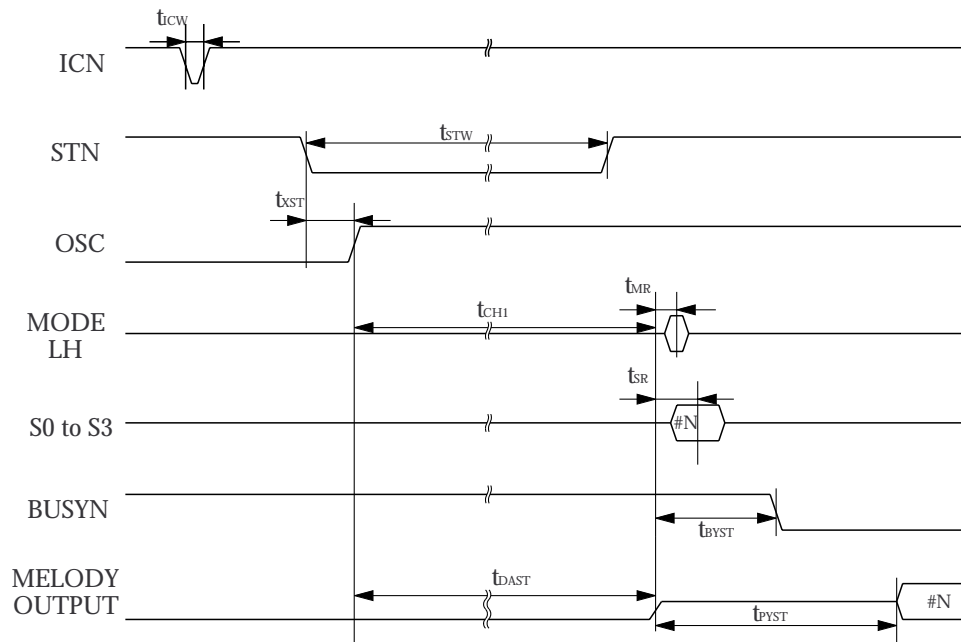 tICW
ICN
tSTW
STN
tXST
OSC
tMR
tCH1
MODE
LH
tSR
S0 to S3
#N
BUSYN
tBYST
MELODY
OUTPUT
tDAST
#N
tPYST